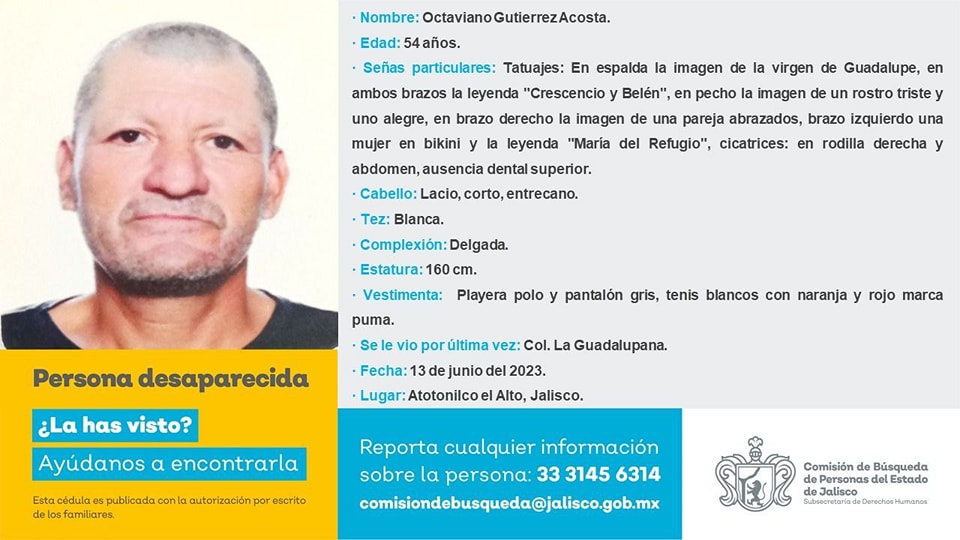 · Nombre: Octaviano Gutierrez Acosta.
· Edad: 54 años.
· Señas particulares: Tatuajes: En espalda la imagen de la virgen de Guadalupe, en
ambos brazos la leyenda "Crescencio y Belén", en pecho la imagen de un rostro triste y
uno alegre, en brazo derecho la imagen de una pareja abrazados, brazo izquierdo una
mujer en bikini y la leyenda "María del Refugio", cicatrices: en rodilla derecha y
abdomen, ausencia dental superior.
· Cabello: Lacio, corto, entrecano.
· Tez: Blanca.
· Complexión: Delgada.
· Estatura: 160 cm.
· Vestimenta: Playera polo y pantalón gris, tenis blancos con naranja y rojo marca
puma.
· Se le vio por última vez: Col. La Guadalupana.
· Fecha: 13 de junio del 2023.
· Lugar: Atotonilco el Alto, Jalisco.
Persona desaparecida
¿La has visto?
Ayúdanos a encontrarla
Esta cédula es publicada con la autorización por escrito
de los familiares.
Reporta cualquier información
sobre la persona: 33 3145 6314
comisiondebusqueda@jalisco.gob.mx
Comisión de Búsqueda
de Personas del Estado
de Jalisco
Subsecretaría de Derechos Humanos